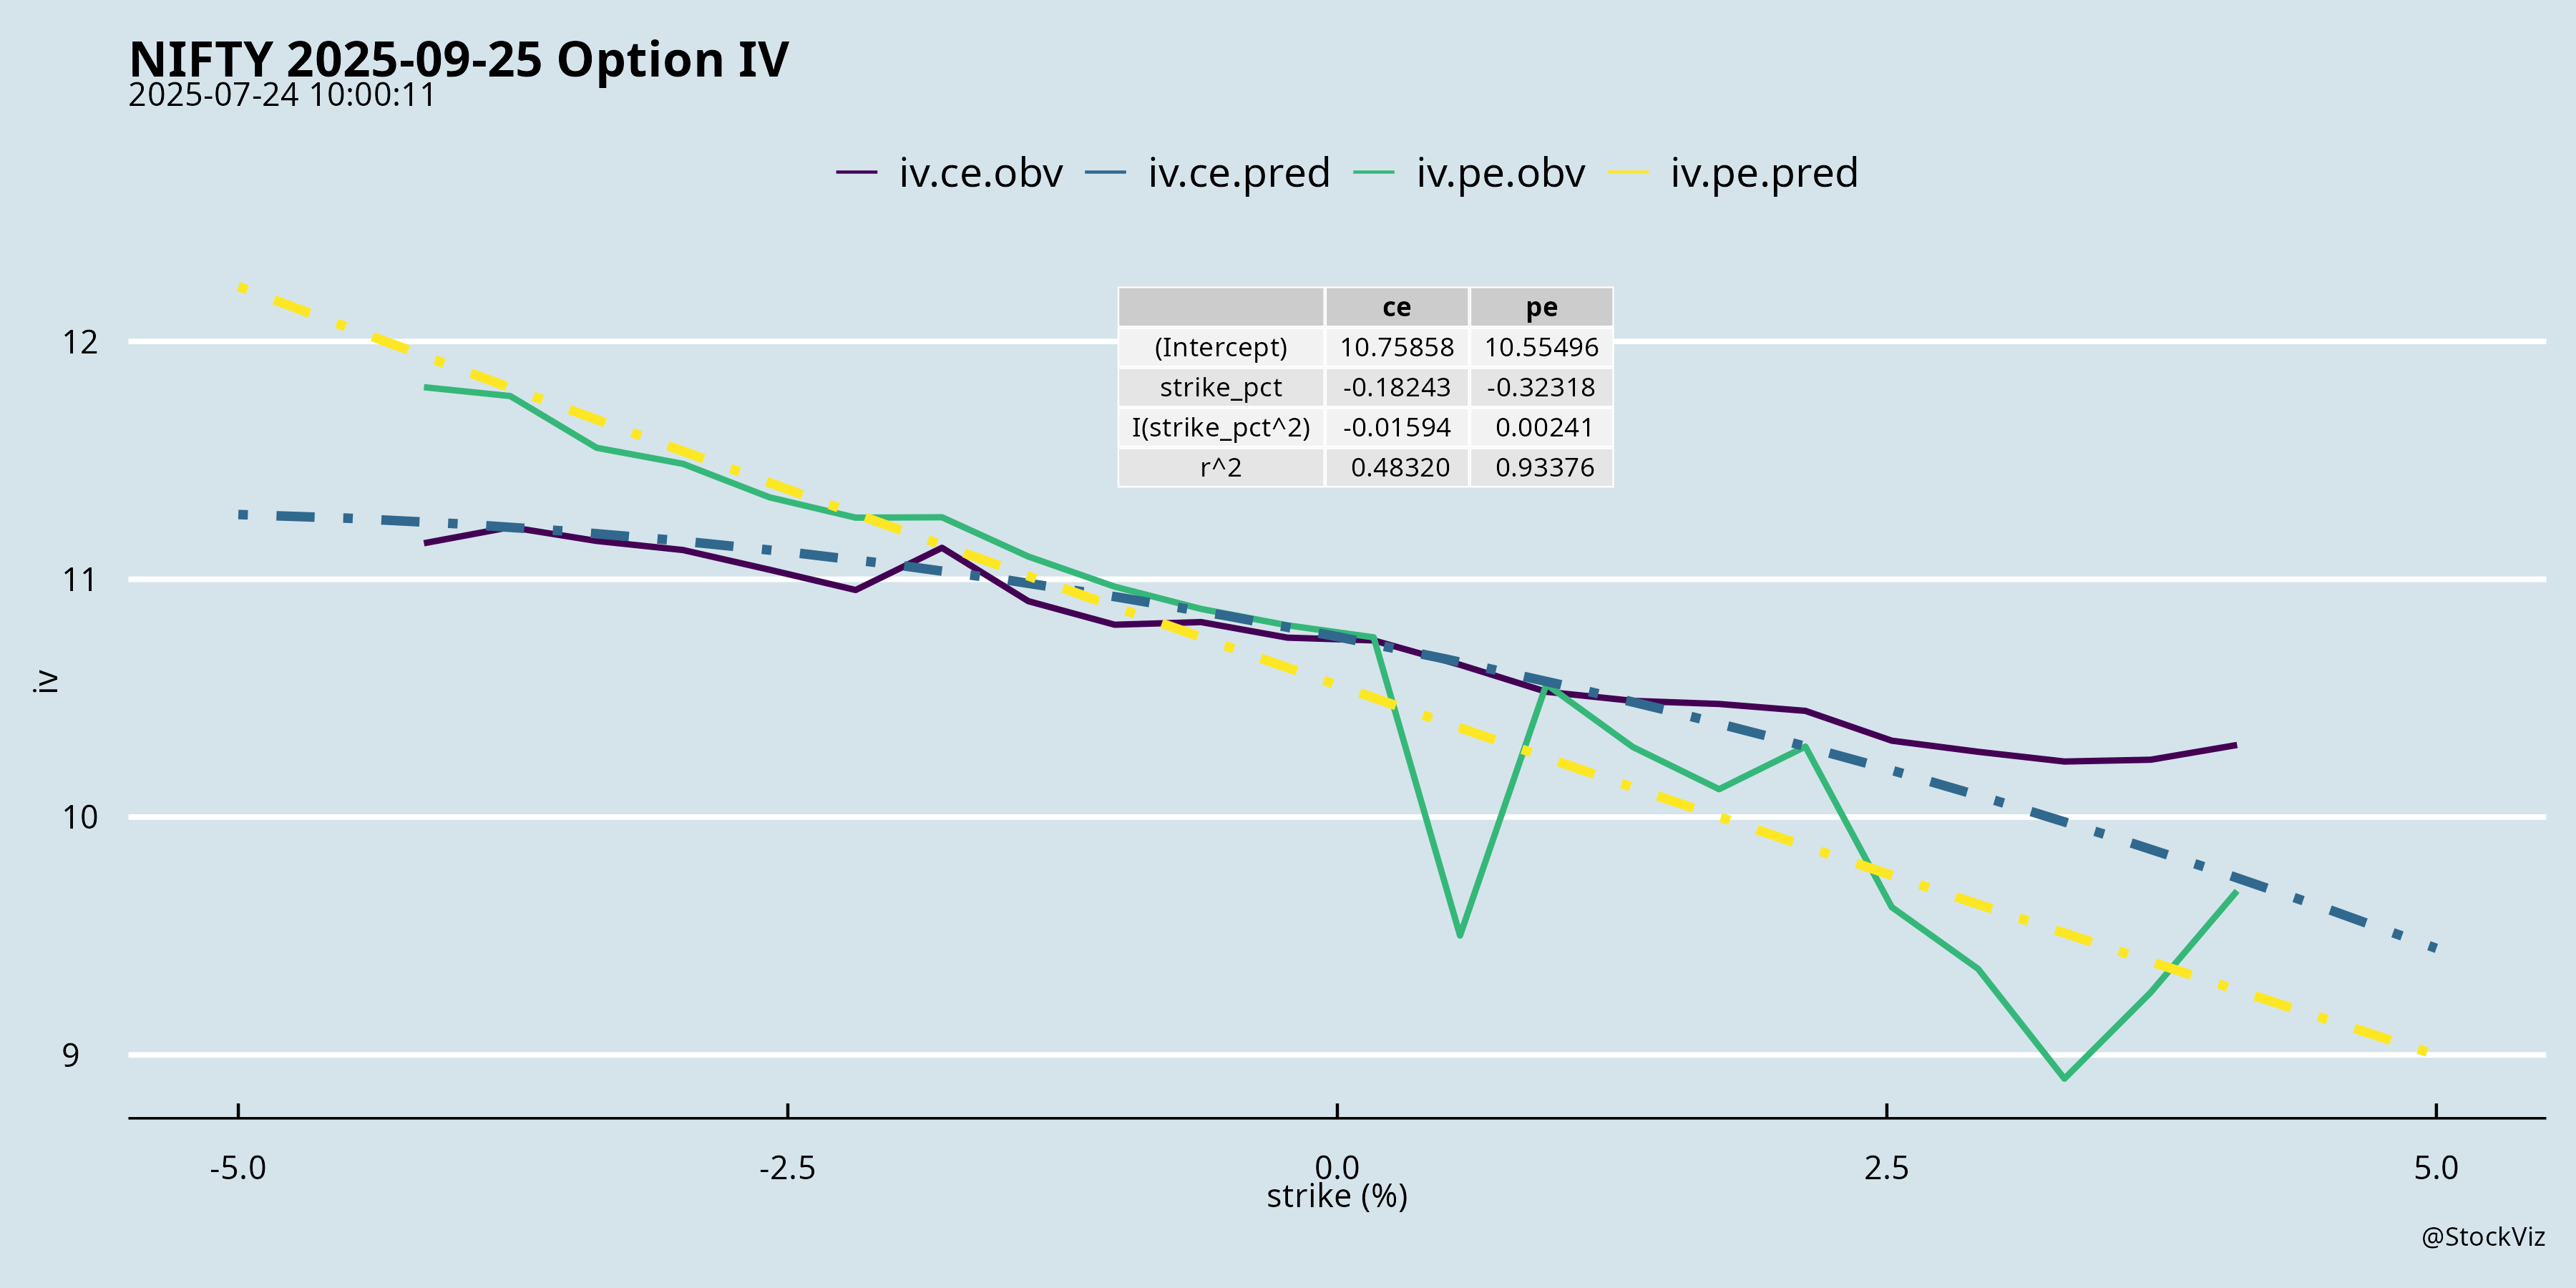 NIFTY 2025-09-25 Option IV
2025-07-24 10:00:11
iv.ce.obv iv.ce.pred iv.pe.obv iv.pe.pred
ce pe
(Intercept) 10.75858 10.55496
strike_pct -0.18243 -0.32318
I(strike_pct^2) -0.01594 0.00241
r^2 0.48320 0.93376
12
11
10
9
iv
-5.0 -2.5 0.0 2.5 5.0
strike (%)
@StockViz